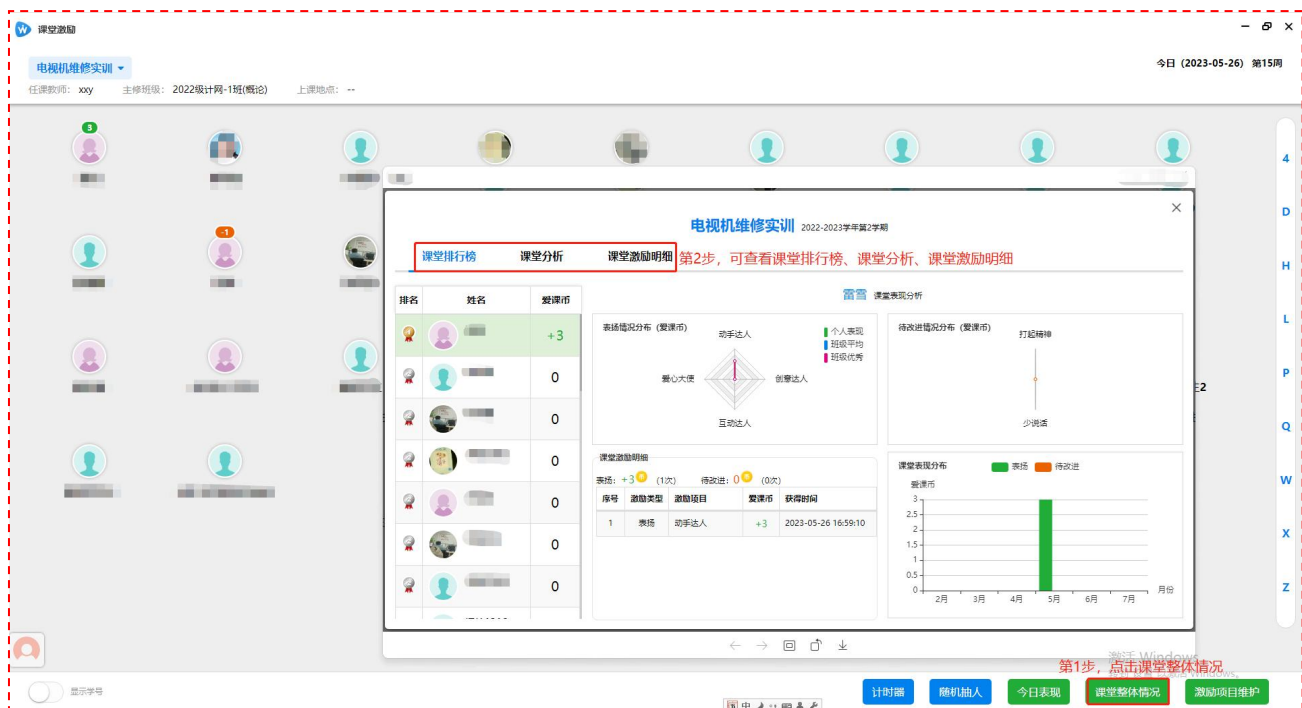 课堂激励
电视机维修实训
今日（2023-05-26） 第15周
任课教师： xxy 主修班级： 2022级计网-1班(概论) 上课地点： --
3
4
-1
D
H
L
P
Q
W
X
Z
2
电视机维修实训 2022-2023学年第2学期
课堂排行榜 课堂分析 课堂激励明细 第2步，可查看课堂排行榜、课堂分析、课堂激励明细
排名 姓名 爱课币
+3
0
0
0
0
0
0
雷雪 课堂表现分析
表扬情况分布（爱课币）
动手达人
创意达人
互动达人
爱心大使
个人表现
班级平均
班级优秀
待改进情况分布（爱课币）
打起精神
少说话
课堂激励明细
表扬： +3 （1次） 待改进： 0 （0次）
序号 激励类型 激励项目 爱课币 获得时间
1 表扬 动手达人 +3 2023-05-26 16:59:10
课堂表现分布 表扬 待改进
爱课币
3
2.5
2
1.5
1
0.5
0
2月 3月 4月 5月 6月 7月 月份
激活 Windows
第1步，点击课堂整体情况
显示学号
计时器 随机抽人 今日表现 课堂整体情况 激励项目维护